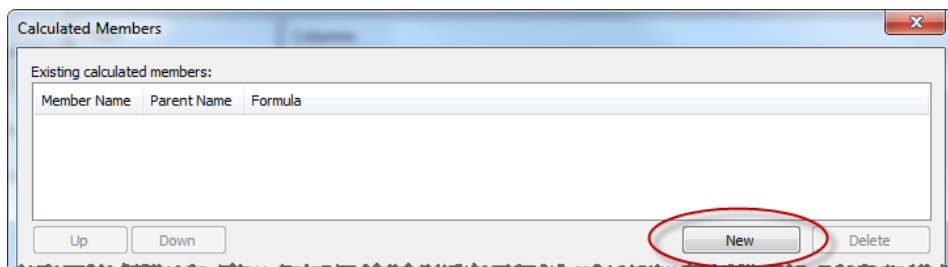 Calculated Members
Existing calculated members:
Member Name Parent Name Formula
Up Down New Delete